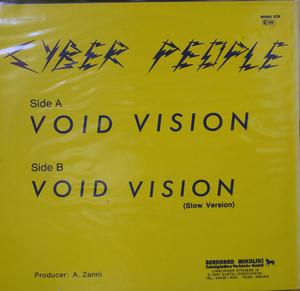 CYBER PEOPLE
Side A
VOID VISION
Side B
VOID VISION
(Slow Version)
Producer: A. Zanni
BERNHARD MIKULSKI